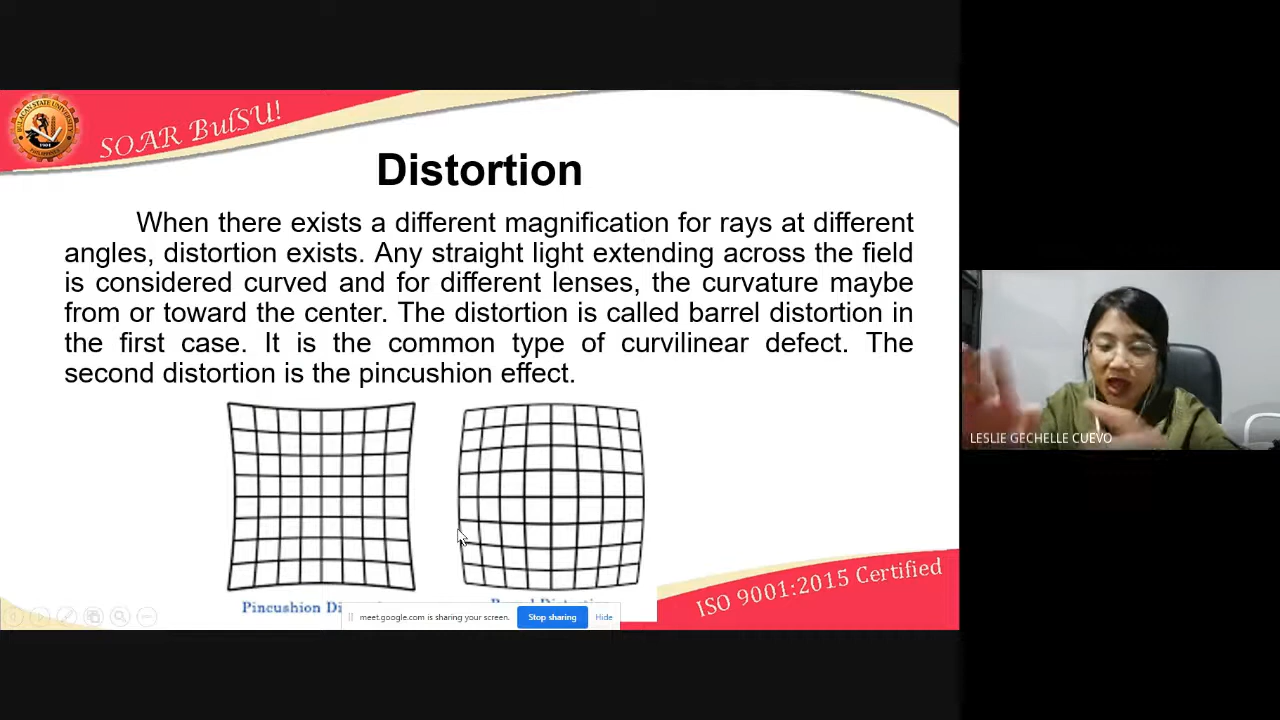 SOAR BulSU!
Distortion
When there exists a different magnification for rays at different
angles, distortion exists. Any straight light extending across the field
is considered curved and for different lenses, the curvature maybe
from or toward the center. The distortion is called barrel distortion in
the first case. It is the common type of curvilinear defect. The
second distortion is the pincushion effect.
Pincushion
meet.google.com is sharing your screen. Stop sharing Hide
ISO 9001:2015 Certified
LESLIE GECHELLE CUEVO